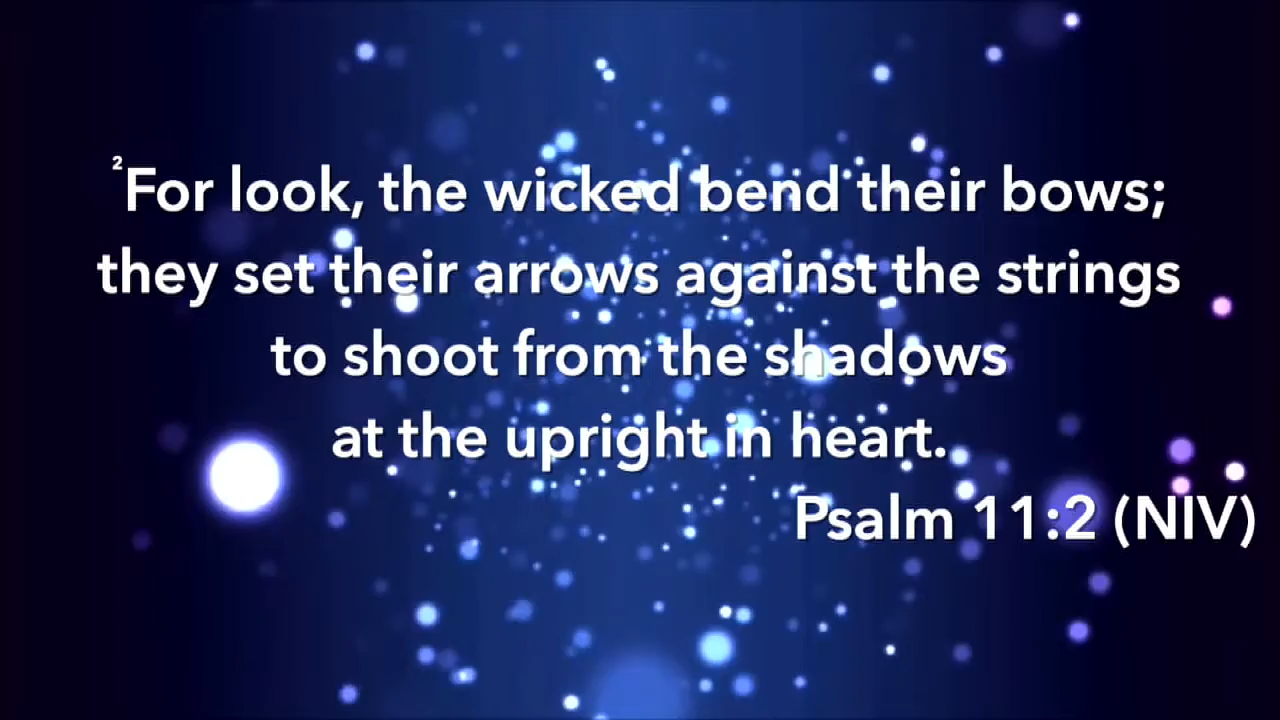 ²For look, the wicked bend their bows;
they set their arrows against the strings
to shoot from the shadows
at the upright in heart.
Psalm 11:2 (NIV)